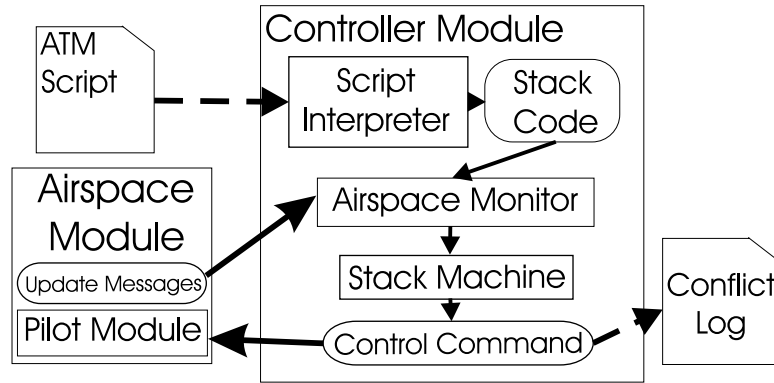 ATM
Script
Controller Module
Script
Interpreter
Stack
Code
Airspace
Module
Update Messages
Pilot Module
Airspace Monitor
Stack Machine
Control Command
Conflict
Log